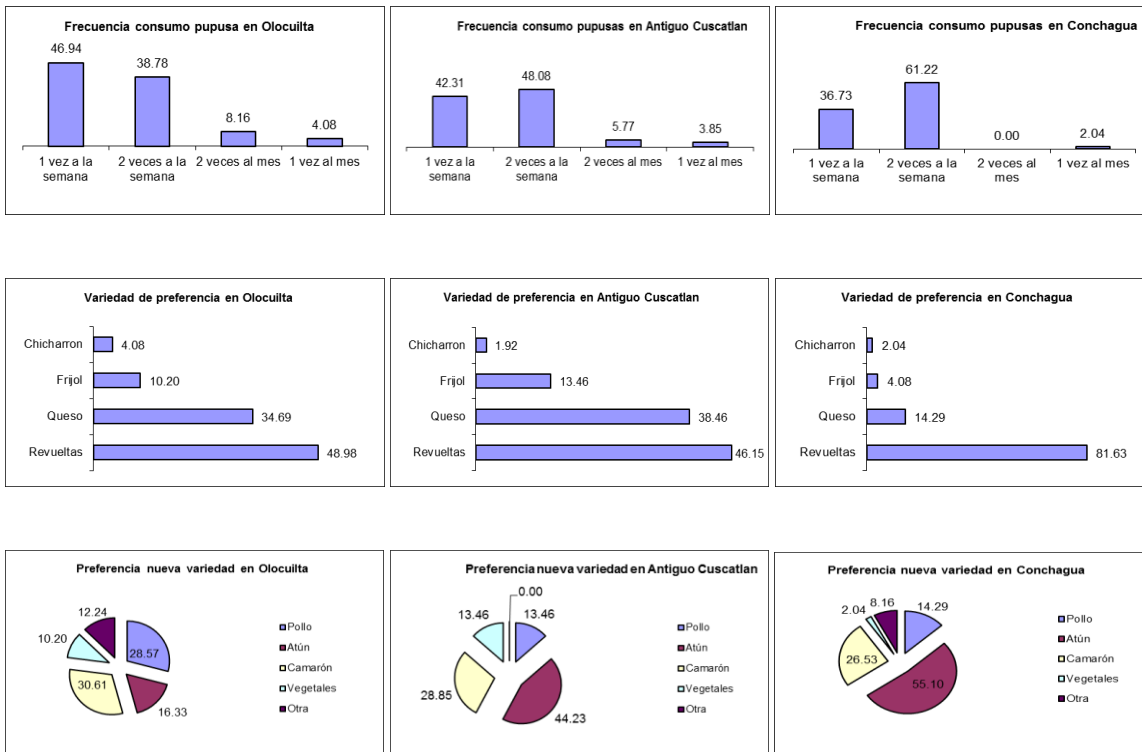 Frecuencia consumo pupusa en Olocuilta
46.94
38.78
8.16
4.08
1 vez a la semana
2 veces a la semana
2 veces al mes
1 vez al mes
Frecuencia consumo pupusas en Antiguo Cuscatlan
42.31
48.08
5.77
3.85
1 vez a la semana
2 veces a la semana
2 veces al mes
1 vez al mes
Frecuencia consumo pupusas en Conchagua
36.73
61.22
0.00
2.04
1 vez a la semana
2 veces a la semana
2 veces al mes
1 vez al mes
Variedad de preferencia en Olocuilta
Chicharron 4.08
Frijol 10.20
Queso 34.69
Revueltas 48.98
Variedad de preferencia en Antiguo Cuscatlan
Chicharron 1.92
Frijol 13.46
Queso 38.46
Revueltas 46.15
Variedad de preferencia en Conchagua
Chicharron 2.04
Frijol 4.08
Queso 14.29
Revueltas 81.63
Preferencia nueva variedad en Olocuilta
12.24
10.20
28.57
30.61
16.33
Pollo
Atún
Camarón
Vegetales
Otra
Preferencia nueva variedad en Antiguo Cuscatlan
0.00
13.46
13.46
28.85
44.23
Pollo
Atún
Camarón
Vegetales
Otra
Preferencia nueva variedad en Conchagua
8.16
2.04
14.29
26.53
55.10
Pollo
Atún
Camarón
Vegetales
Otra